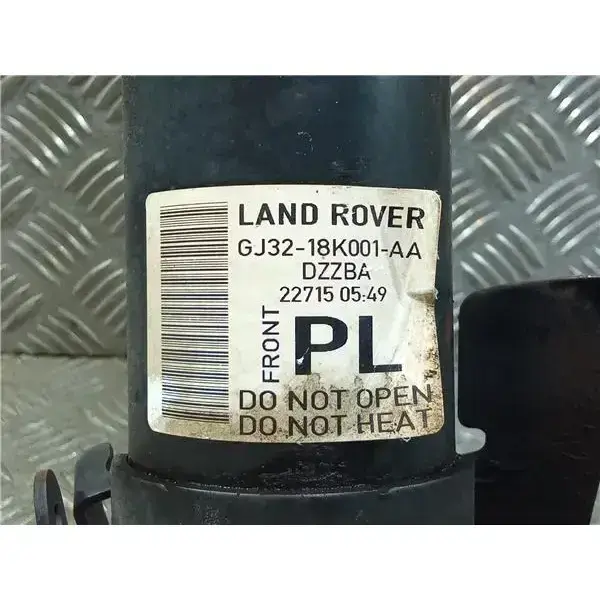 LAND ROVER
GJ32-18K001-AA
DZZBA
22715 05:49
FRONT
PL
DO NOT OPEN
DO NOT HEAT